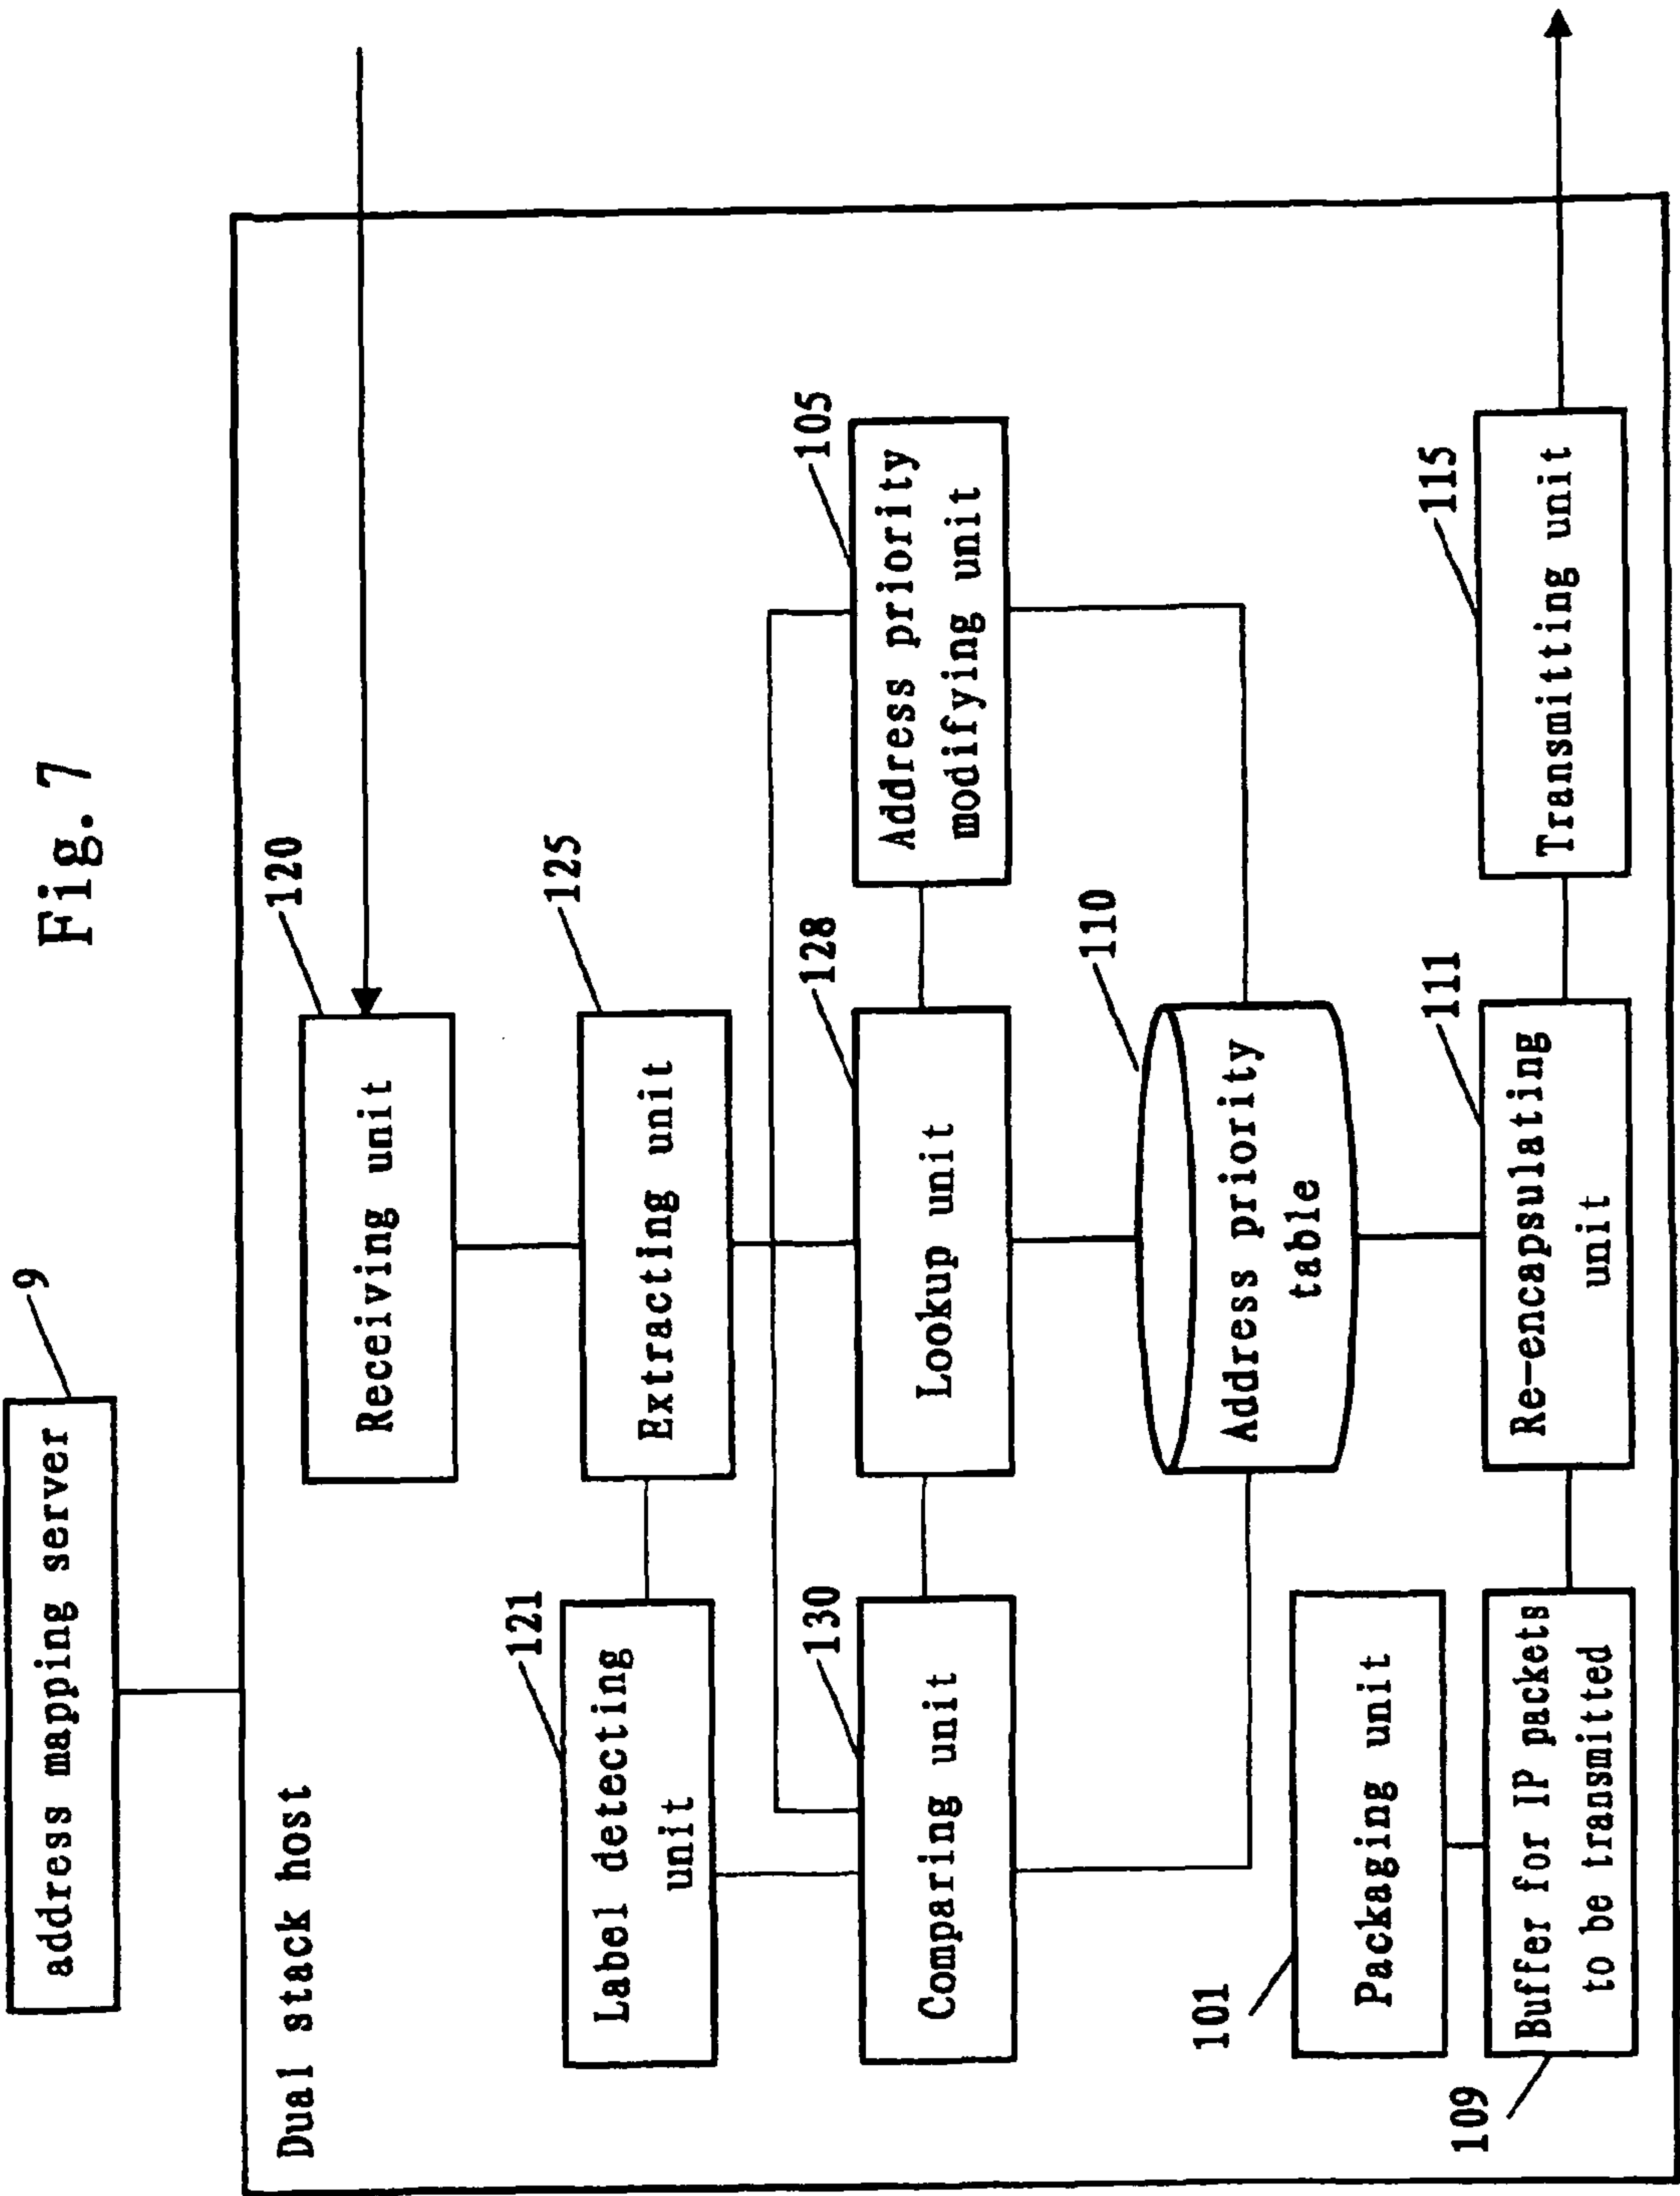 Fig. 7
address mapping server
9
Dual stack host
120
Receiving unit
121
Label detecting
unit
125
Extracting unit
130
Comparing unit
128
Lookup unit
105
Address priority
modifying unit
110
Address priority
table
101
Packaging unit
109
Buffer for IP packets
to be transmitted
111
Re-encapsulating
unit
115
Transmitting unit